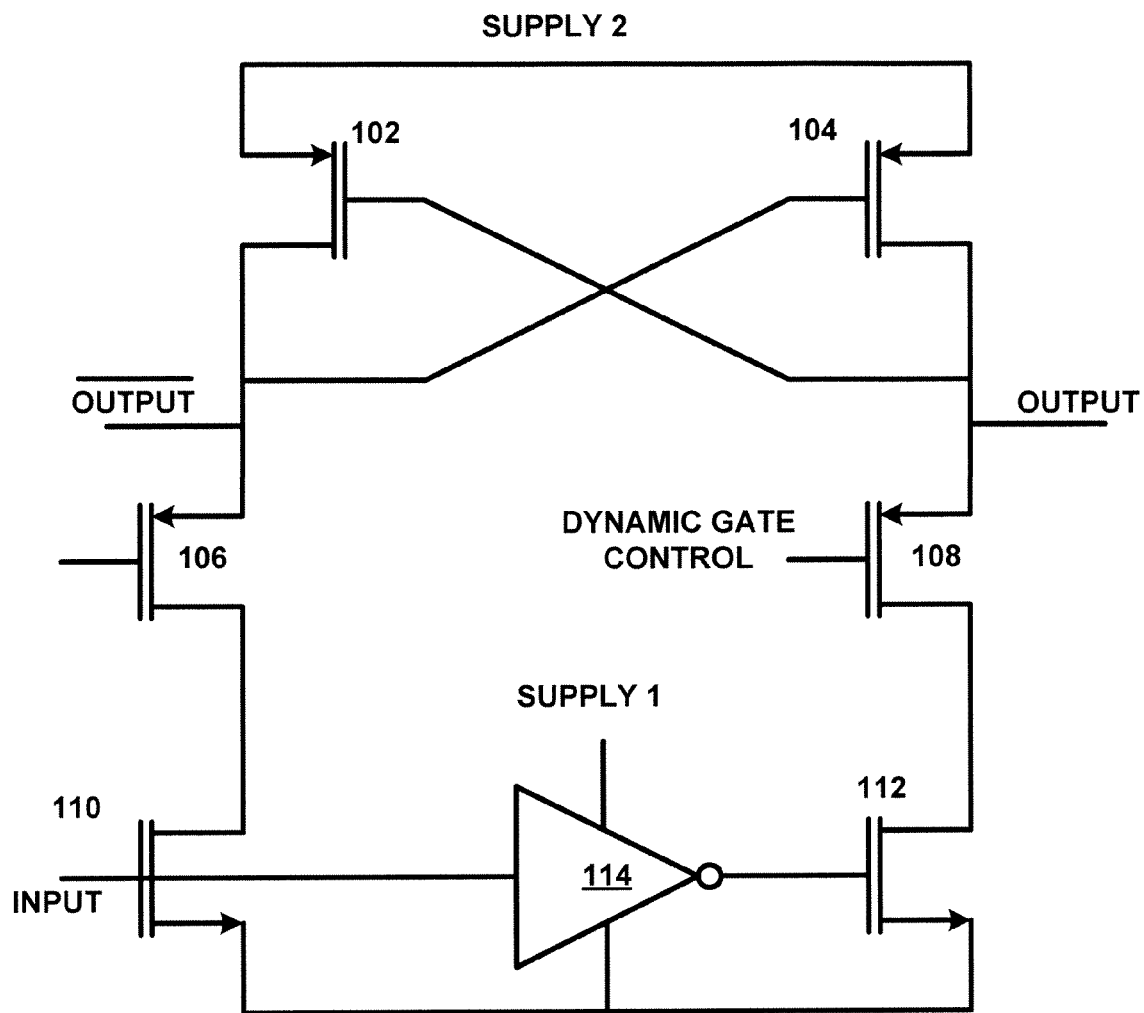 SUPPLY 2
102
104
OUTPUT
OUTPUT
106
DYNAMIC GATE
CONTROL
108
SUPPLY 1
110
112
114
INPUT